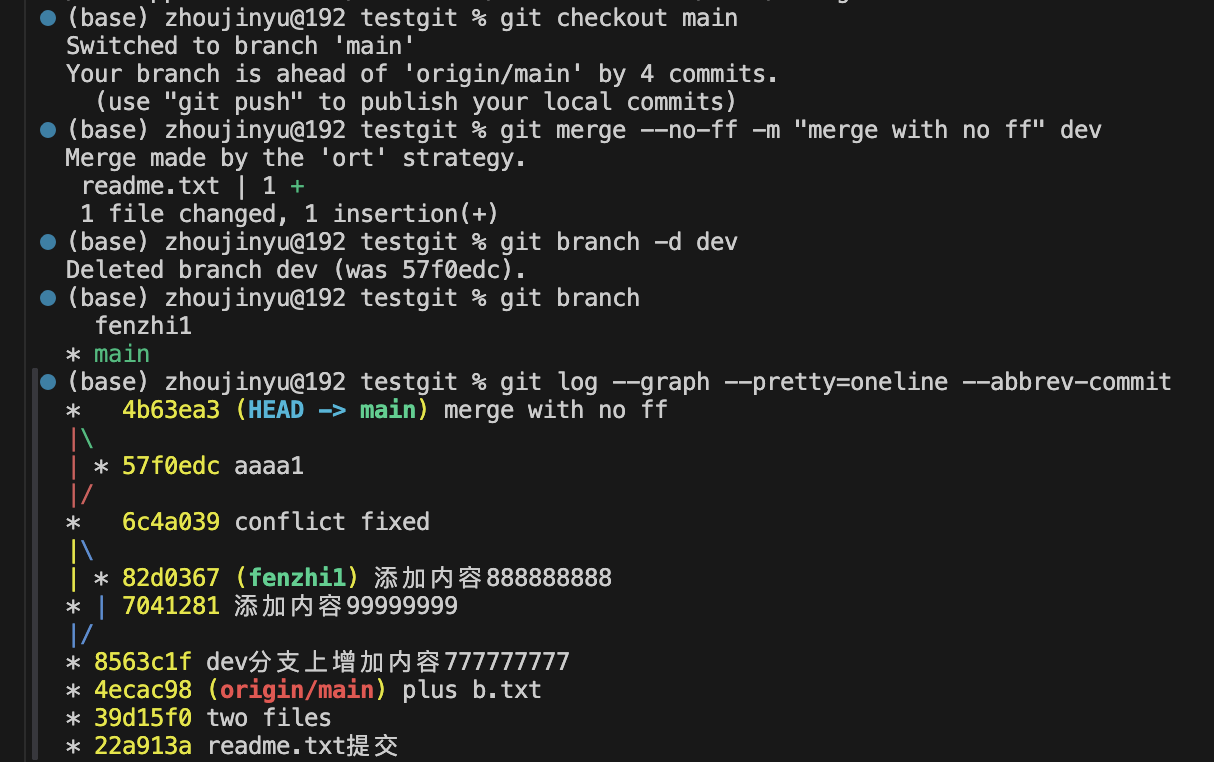 (base) zhoujinyu@192 testgit % git checkout main
Switched to branch 'main'
Your branch is ahead of 'origin/main' by 4 commits.
  (use "git push" to publish your local commits)
(base) zhoujinyu@192 testgit % git merge --no-ff -m "merge with no ff" dev
Merge made by the 'ort' strategy.
 readme.txt | 1 +
 1 file changed, 1 insertion(+)
(base) zhoujinyu@192 testgit % git branch -d dev
Deleted branch dev (was 57f0edc).
(base) zhoujinyu@192 testgit % git branch
  fenzhi1
* main
(base) zhoujinyu@192 testgit % git log --graph --pretty=oneline --abbrev-commit
*   4b63ea3 (HEAD -> main) merge with no ff
|\
| * 57f0edc aaaa1
|/
*   6c4a039 conflict fixed
|\
| * 82d0367 (fenzhi1) 添加内容888888888
* | 7041281 添加内容99999999
|/
* 8563c1f dev分支上增加内容777777777
* 4ecac98 (origin/main) plus b.txt
* 39d15f0 two files
* 22a913a readme.txt提交